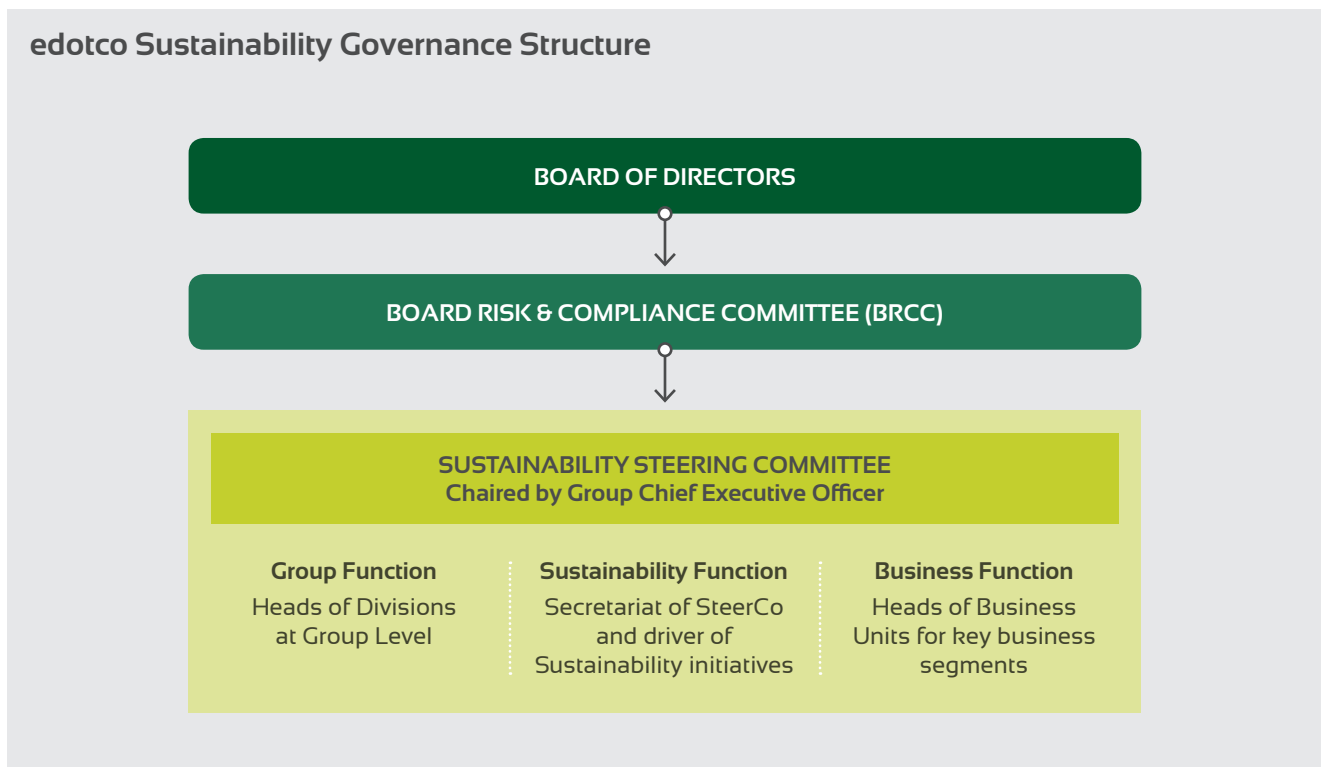 edotco Sustainability Governance Structure
BOARD OF DIRECTORS
BOARD RISK & COMPLIANCE COMMITTEE (BRCC)
SUSTAINABILITY STEERING COMMITTEE
Chaired by Group Chief Executive Officer
Group Function
Heads of Divisions
at Group Level
Sustainability Function
Secretariat of SteerCo
and driver of
Sustainability initiatives
Business Function
Heads of Business
Units for key business
segments